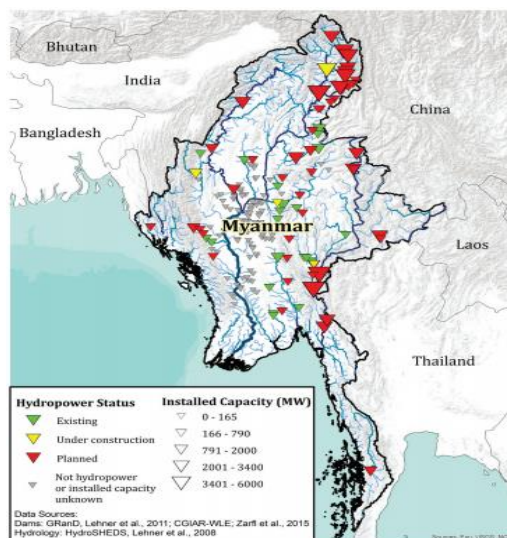 Bhutan
India
China
Bangladesh
Myanmar
Laos
Thailand
Hydropower Status
Existing
Under construction
Planned
Not hydropower
or installed capacity
unknown
Installed Capacity (MW)
0 - 165
166 - 790
791 - 2000
2001 - 3400
3401 - 6000
Data Sources:
Dams: GRanD, Lehner et al., 2011; CGIAR-WLE; Zarfl et al., 2015
Hydrology: HydroSHEDS, Lehner et al., 2008